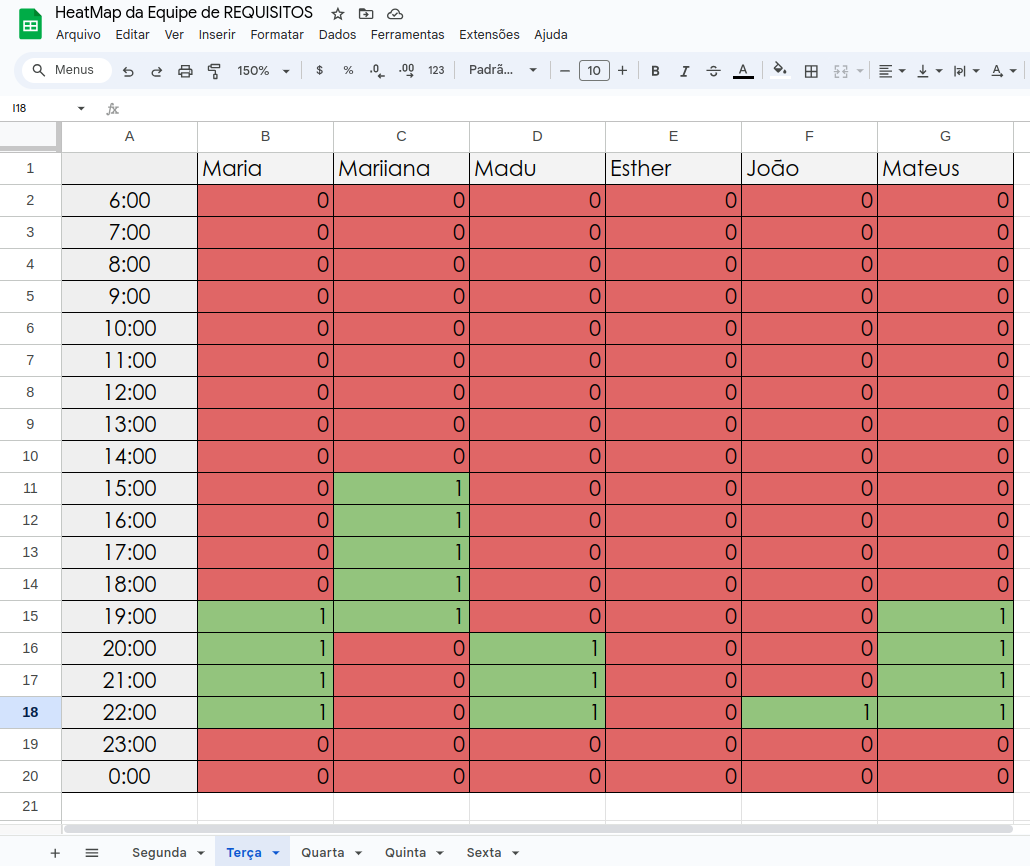 HeatMap da Equipe de REQUISITOS
Arquivo Editar Ver Inserir Formatar Dados Ferramentas Extensões Ajuda
Menus 150% $ % .0 .00 123 Padrã... − 10 + B I A
I18 fx
A B C D E F G
1 Maria Mariiana Madu Esther João Mateus
2 6:00 0 0 0 0 0 0
3 7:00 0 0 0 0 0 0
4 8:00 0 0 0 0 0 0
5 9:00 0 0 0 0 0 0
6 10:00 0 0 0 0 0 0
7 11:00 0 0 0 0 0 0
8 12:00 0 0 0 0 0 0
9 13:00 0 0 0 0 0 0
10 14:00 0 0 0 0 0 0
11 15:00 0 1 0 0 0 0
12 16:00 0 1 0 0 0 0
13 17:00 0 1 0 0 0 0
14 18:00 0 1 0 0 0 0
15 19:00 1 1 0 0 0 1
16 20:00 1 0 1 0 0 1
17 21:00 1 0 1 0 0 1
18 22:00 1 0 1 0 1 1
19 23:00 0 0 0 0 0 0
20 0:00 0 0 0 0 0 0
21
+ Segunda Terça Quarta Quinta Sexta